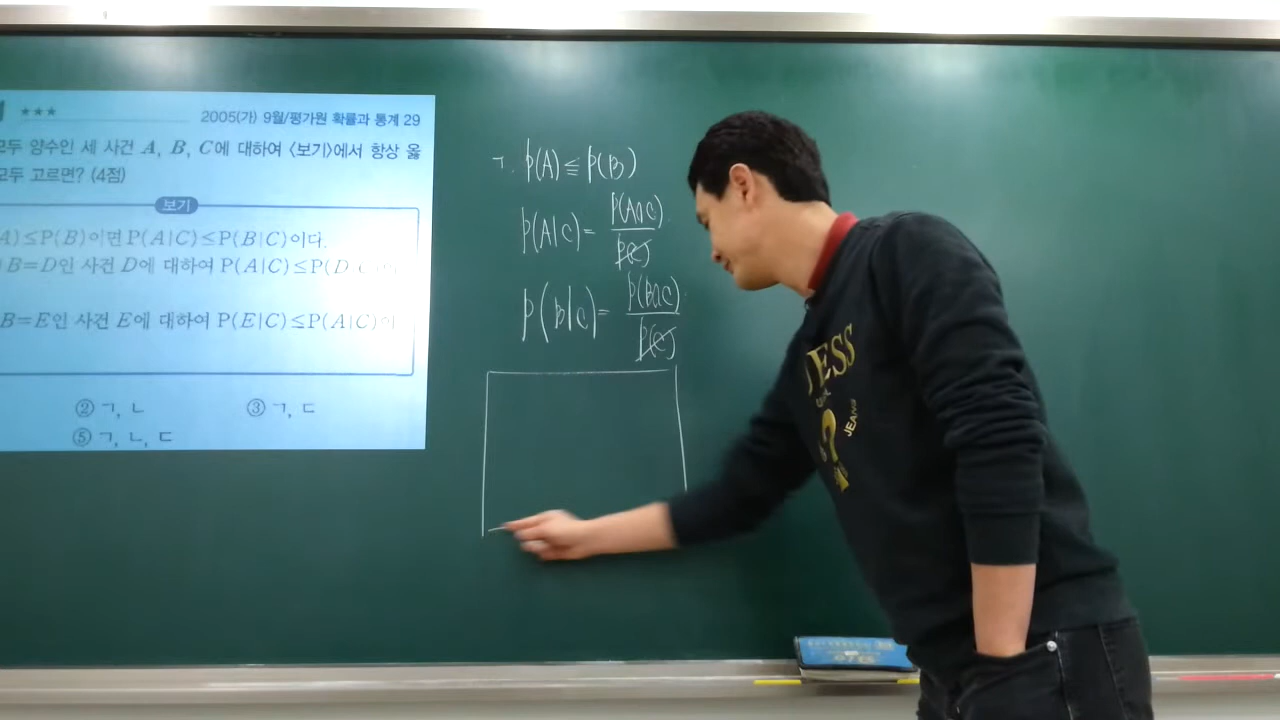 ★★★
2005(가) 9월/평가원 확률과 통계 29
모두 양수인 세 사건 A, B, C에 대하여 〈보기〉에서 항상 옳
모두 고르면? (4점)
보기
A)≤P(B)이면 P(A|C)≤P(B|C)이다.
B=D인 사건 D에 대하여 P(A|C)≤P(D
B=E인 사건 E에 대하여 P(E|C)≤P(A|C)이
② ㄱ, ㄴ ③ ㄱ, ㄷ
⑤ ㄱ, ㄴ, ㄷ
ㄱ. P(A) ≦ P(B)
P(A|C) = P(A∩C) / P(C)
P(B|C) = P(B∩C) / P(C)
JESS
JEANS
?